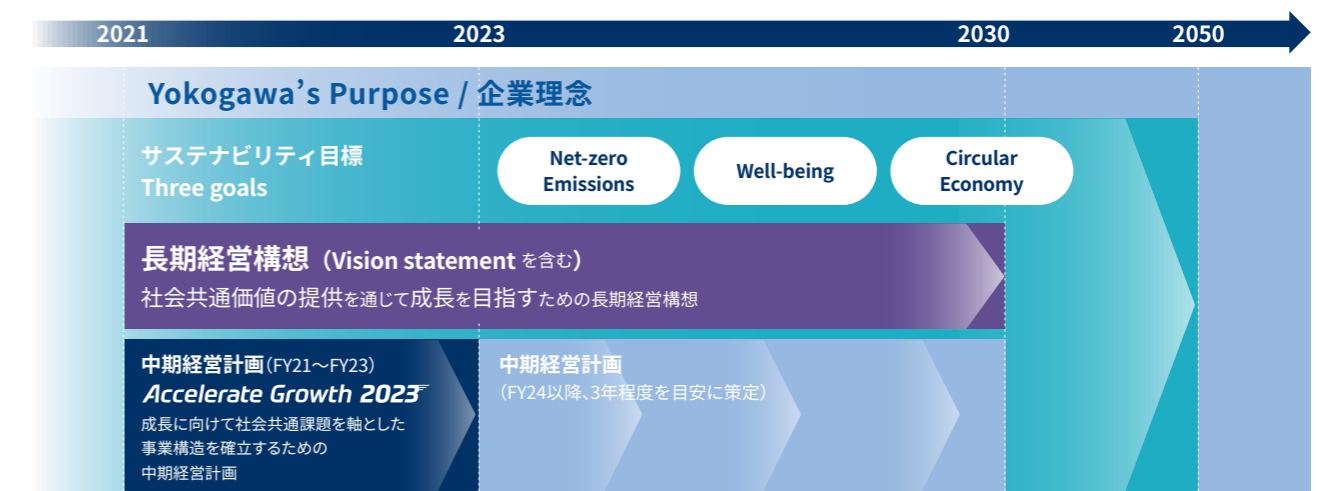 2021 2023 2030 2050
Yokogawa’s Purpose / 企業理念
サステナビリティ目標
Three goals
Net-zero
Emissions
Well-being
Circular
Economy
長期経営構想（Vision statement を含む）
社会共通価値の提供を通じて成長を目指すための長期経営構想
中期経営計画（FY21～FY23）
Accelerate Growth 2023
成長に向けて社会共通課題を軸とした
事業構造を確立するための
中期経営計画
中期経営計画
（FY24以降、3年程度を目安に策定）